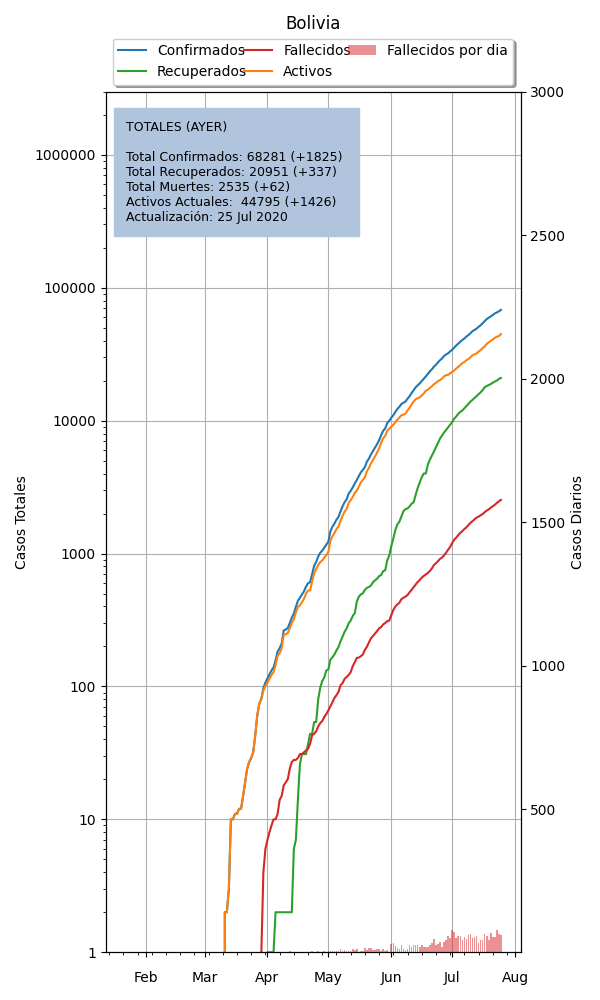 Bolivia
Confirmados Fallecidos Fallecidos por dia
Recuperados Activos
TOTALES (AYER)
Total Confirmados: 68281 (+1825)
Total Recuperados: 20951 (+337)
Total Muertes: 2535 (+62)
Activos Actuales:  44795 (+1426)
Actualización: 25 Jul 2020
1000000
100000
10000
1000
100
10
1
Casos Totales
3000
2500
2000
1500
1000
500
Casos Diarios
Feb Mar Apr May Jun Jul Aug